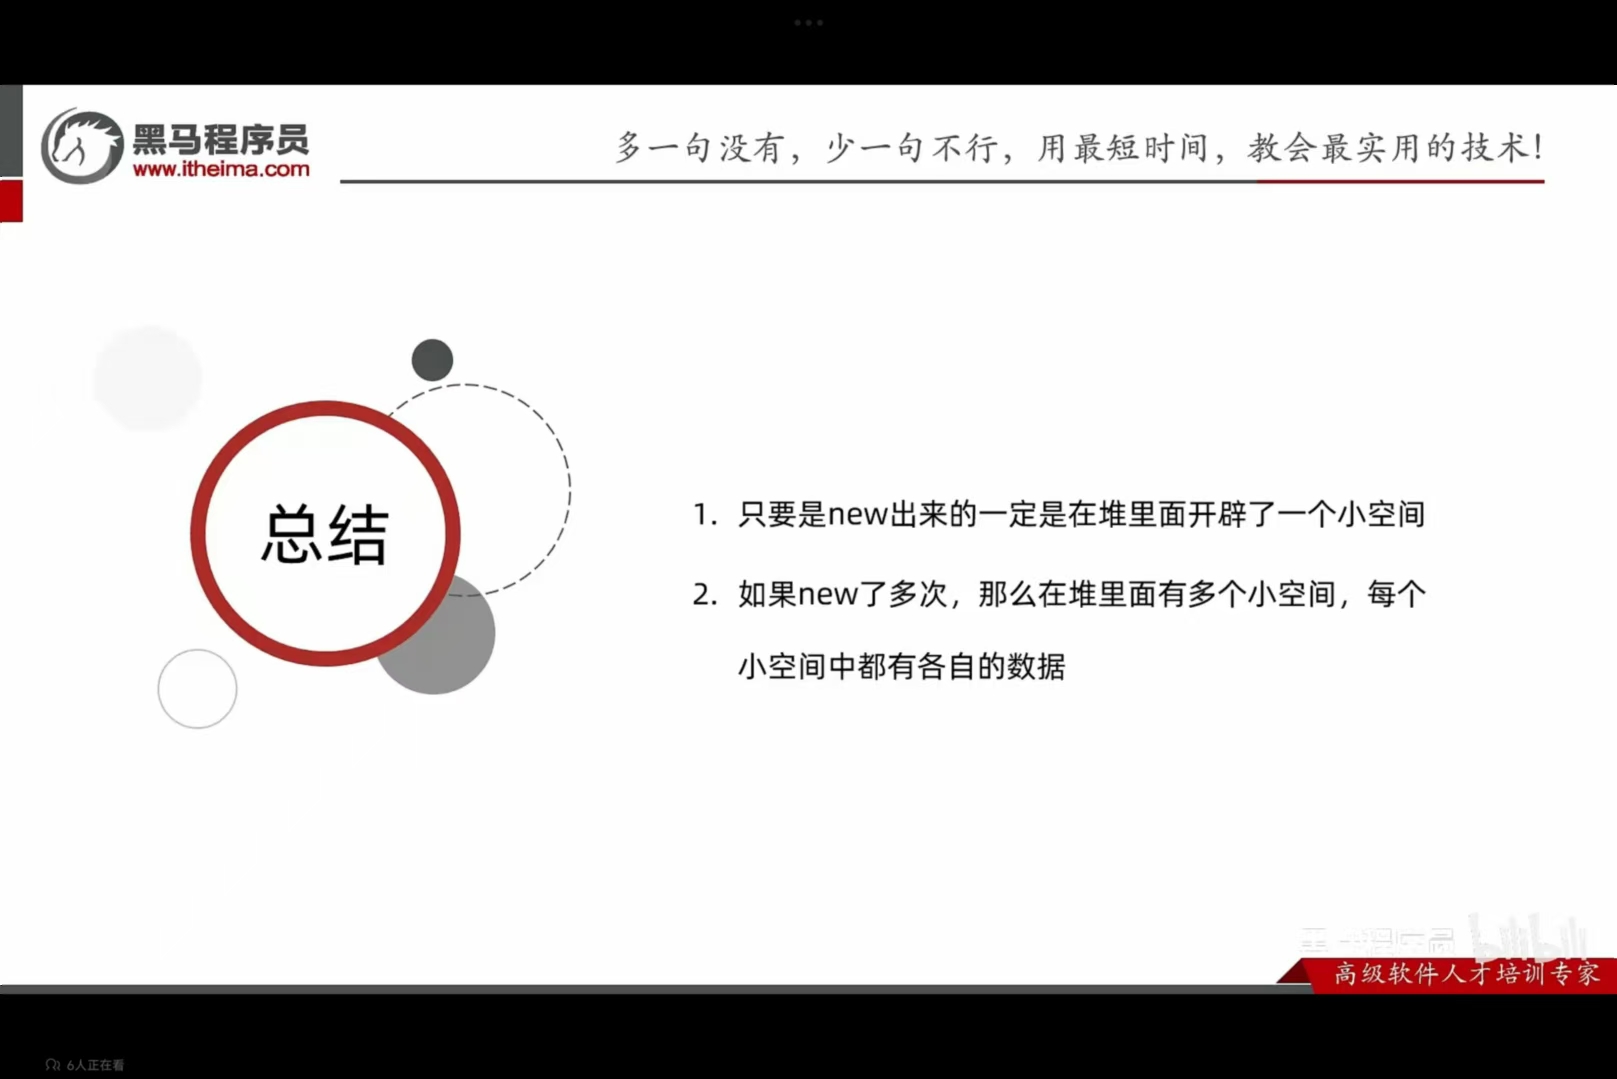 黑马程序员
www.itheima.com
多一句没有，少一句不行，用最短时间，教会最实用的技术！
总结
1. 只要是new出来的一定是在堆里面开辟了一个小空间
2. 如果new了多次，那么在堆里面有多个小空间，每个
小空间中都有各自的数据
黑马程序员 bilibili
高级软件人才培训专家
6人正在看